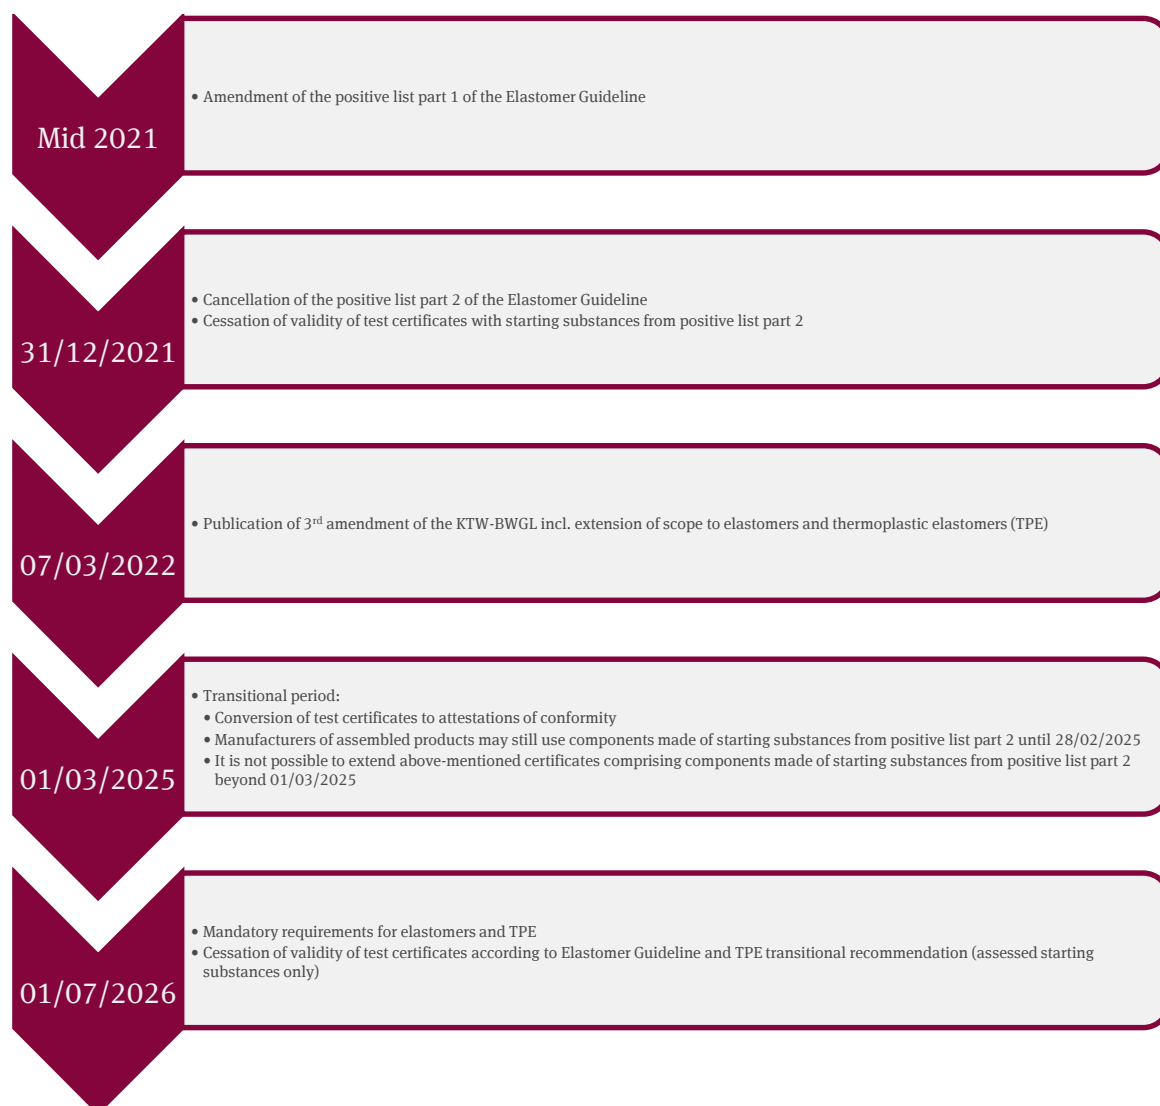 Mid 2021
• Amendment of the positive list part 1 of the Elastomer Guideline
31/12/2021
• Cancellation of the positive list part 2 of the Elastomer Guideline
• Cessation of validity of test certificates with starting substances from positive list part 2
07/03/2022
• Publication of 3rd amendment of the KTW-BWGL incl. extension of scope to elastomers and thermoplastic elastomers (TPE)
01/03/2025
• Transitional period:
• Conversion of test certificates to attestations of conformity
• Manufacturers of assembled products may still use components made of starting substances from positive list part 2 until 28/02/2025
• It is not possible to extend above-mentioned certificates comprising components made of starting substances from positive list part 2
beyond 01/03/2025
01/07/2026
• Mandatory requirements for elastomers and TPE
• Cessation of validity of test certificates according to Elastomer Guideline and TPE transitional recommendation (assessed starting
substances only)